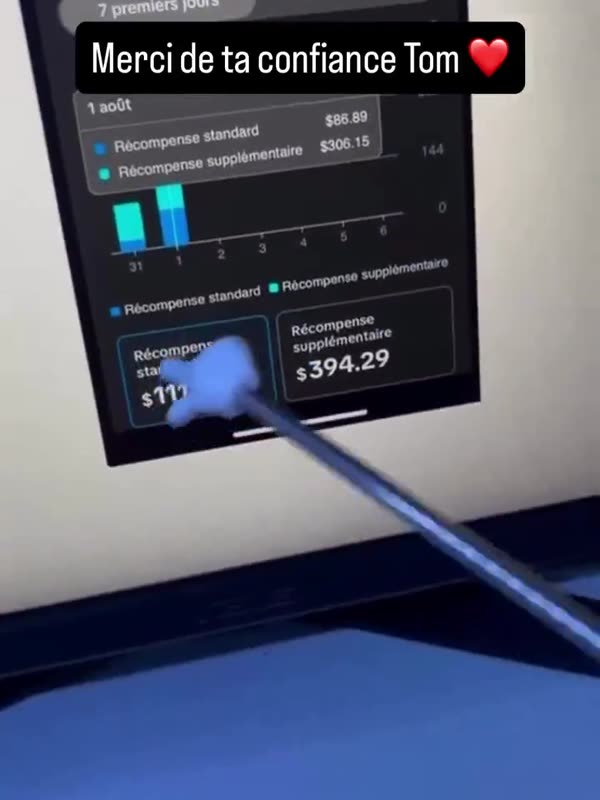 7 premiers jours
Merci de ta confiance Tom ❤️
1 août
Récompense standard $86.89
Récompense supplémentaire $306.15
144
0
31 1 2 3 4 5 6
Récompense standard Récompense supplémentaire
Récompense
supplémentaire
$394.29